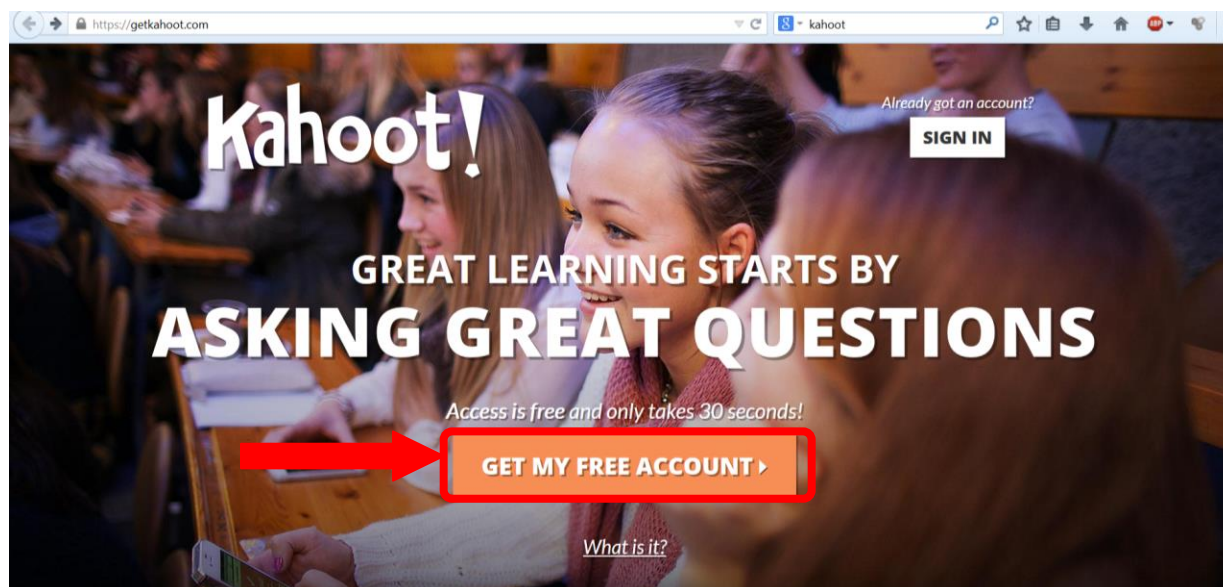 https://getkahoot.com
kahoot
Kahoot!
Already got an account?
SIGN IN
GREAT LEARNING STARTS BY
ASKING GREAT QUESTIONS
Access is free and only takes 30 seconds!
GET MY FREE ACCOUNT
What is it?